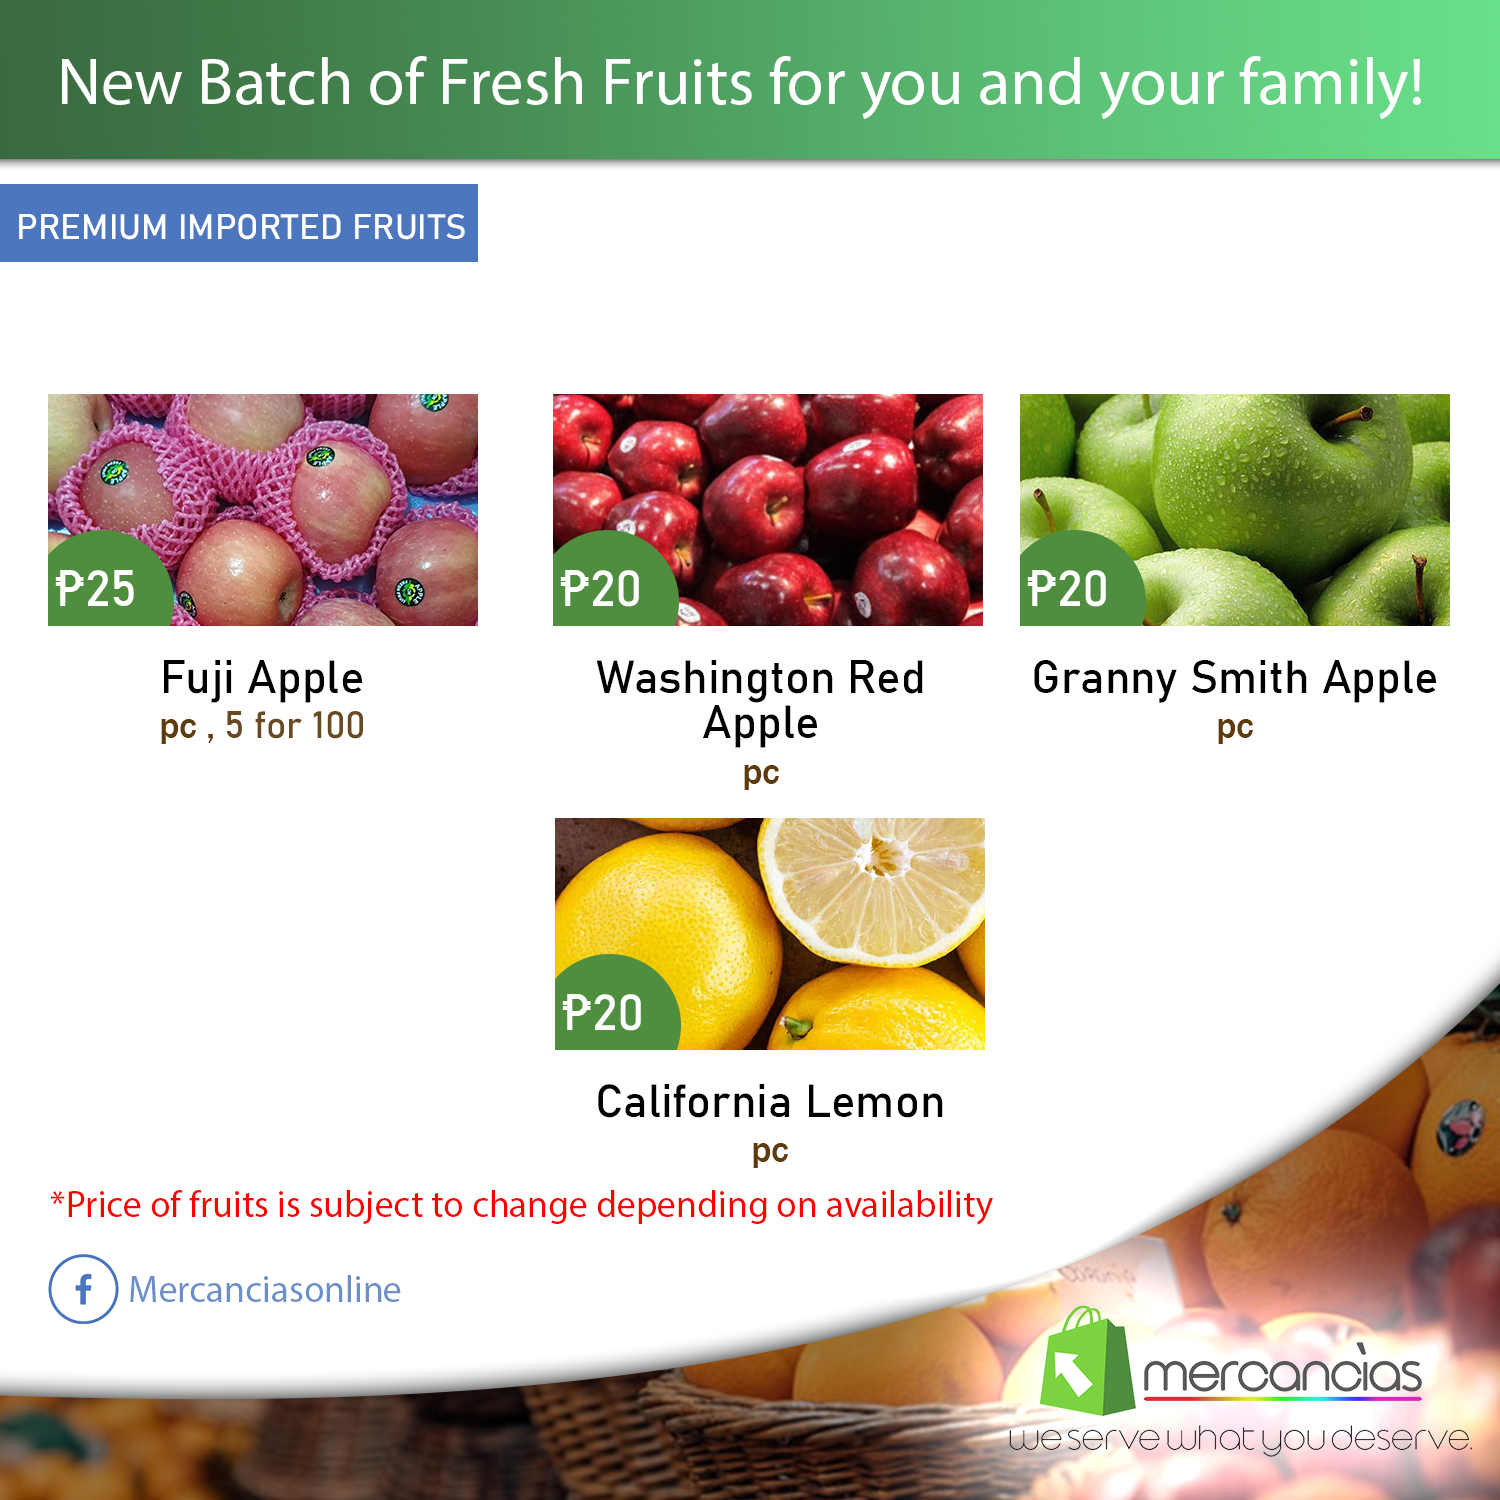 New Batch of Fresh Fruits for you and your family!
PREMIUM IMPORTED FRUITS
₱25
₱20
₱20
Fuji Apple
pc , 5 for 100
Washington Red
Apple
pc
Granny Smith Apple
pc
₱20
California Lemon
pc
*Price of fruits is subject to change depending on availability
f Mercanciasonline
mercancìas
we serve what you deserve.